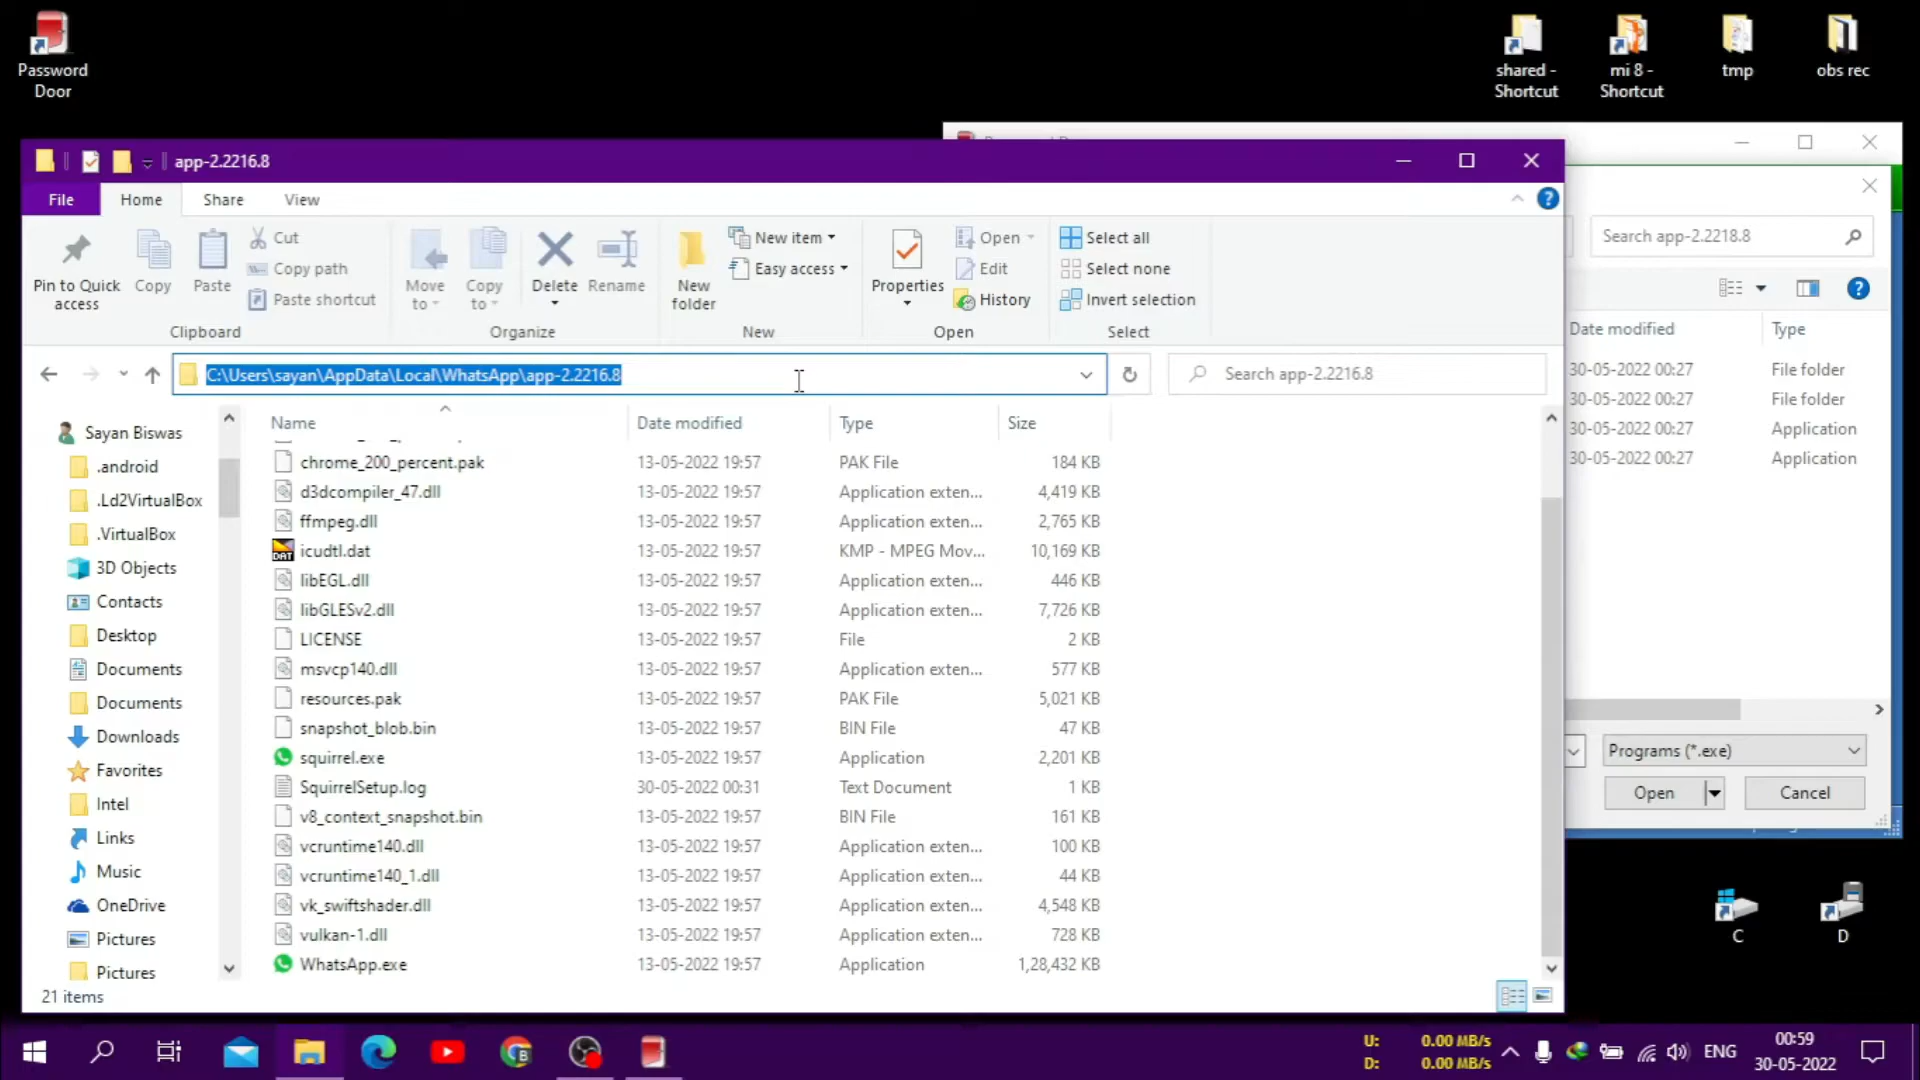 Password
Door
shared -
Shortcut
mi 8 -
Shortcut
tmp
obs rec
app-2.2216.8
File
Home
Share
View
Pin to Quick
access
Copy
Paste
Cut
Copy path
Paste shortcut
Clipboard
Move
to
Copy
to
Delete
Rename
Organize
New
folder
New item
Easy access
New
Properties
Open
Edit
History
Open
Select all
Select none
Invert selection
Select
Search app-2.2218.8
C:\Users\sayan\AppData\Local\WhatsApp\app-2.2216.8
Search app-2.2216.8
Sayan Biswas
.android
.Ld2VirtualBox
.VirtualBox
3D Objects
Contacts
Desktop
Documents
Documents
Downloads
Favorites
Intel
Links
Music
OneDrive
Pictures
Pictures
Name Date modified Type Size
chrome_200_percent.pak 13-05-2022 19:57 PAK File 184 KB
d3dcompiler_47.dll 13-05-2022 19:57 Application exten... 4,419 KB
ffmpeg.dll 13-05-2022 19:57 Application exten... 2,765 KB
icudtl.dat 13-05-2022 19:57 KMP - MPEG Mov... 10,169 KB
libEGL.dll 13-05-2022 19:57 Application exten... 446 KB
libGLESv2.dll 13-05-2022 19:57 Application exten... 7,726 KB
LICENSE 13-05-2022 19:57 File 2 KB
msvcp140.dll 13-05-2022 19:57 Application exten... 577 KB
resources.pak 13-05-2022 19:57 PAK File 5,021 KB
snapshot_blob.bin 13-05-2022 19:57 BIN File 47 KB
squirrel.exe 13-05-2022 19:57 Application 2,201 KB
SquirrelSetup.log 30-05-2022 00:31 Text Document 1 KB
v8_context_snapshot.bin 13-05-2022 19:57 BIN File 161 KB
vcruntime140.dll 13-05-2022 19:57 Application exten... 100 KB
vcruntime140_1.dll 13-05-2022 19:57 Application exten... 44 KB
vk_swiftshader.dll 13-05-2022 19:57 Application exten... 4,548 KB
vulkan-1.dll 13-05-2022 19:57 Application exten... 728 KB
WhatsApp.exe 13-05-2022 19:57 Application 1,28,432 KB
21 items
Date modified Type
30-05-2022 00:27 File folder
30-05-2022 00:27 File folder
30-05-2022 00:27 Application
30-05-2022 00:27 Application
Programs (*.exe)
Open
Cancel
C
D
U: 0.00 MB/s
D: 0.00 MB/s
ENG
00:59
30-05-2022